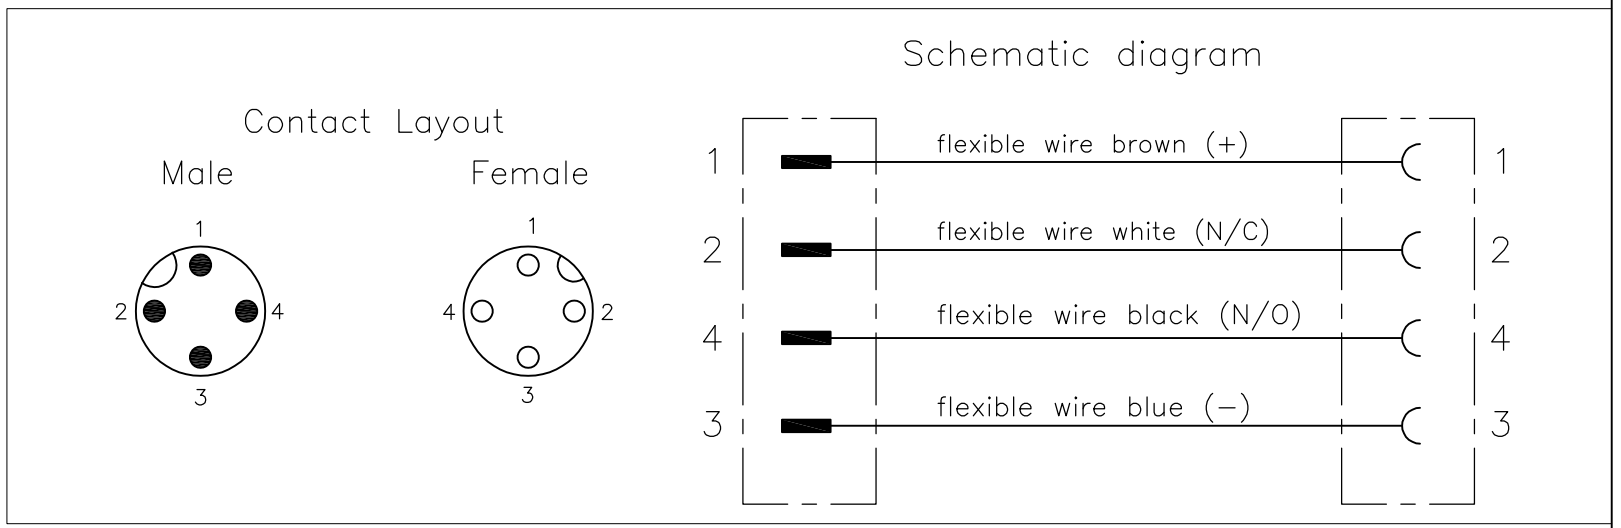 Schematic diagram
Contact Layout
Male Female
1
2 4
3
1
4 2
3
1 flexible wire brown (+) 1
2 flexible wire white (N/C) 2
4 flexible wire black (N/O) 4
3 flexible wire blue (−) 3